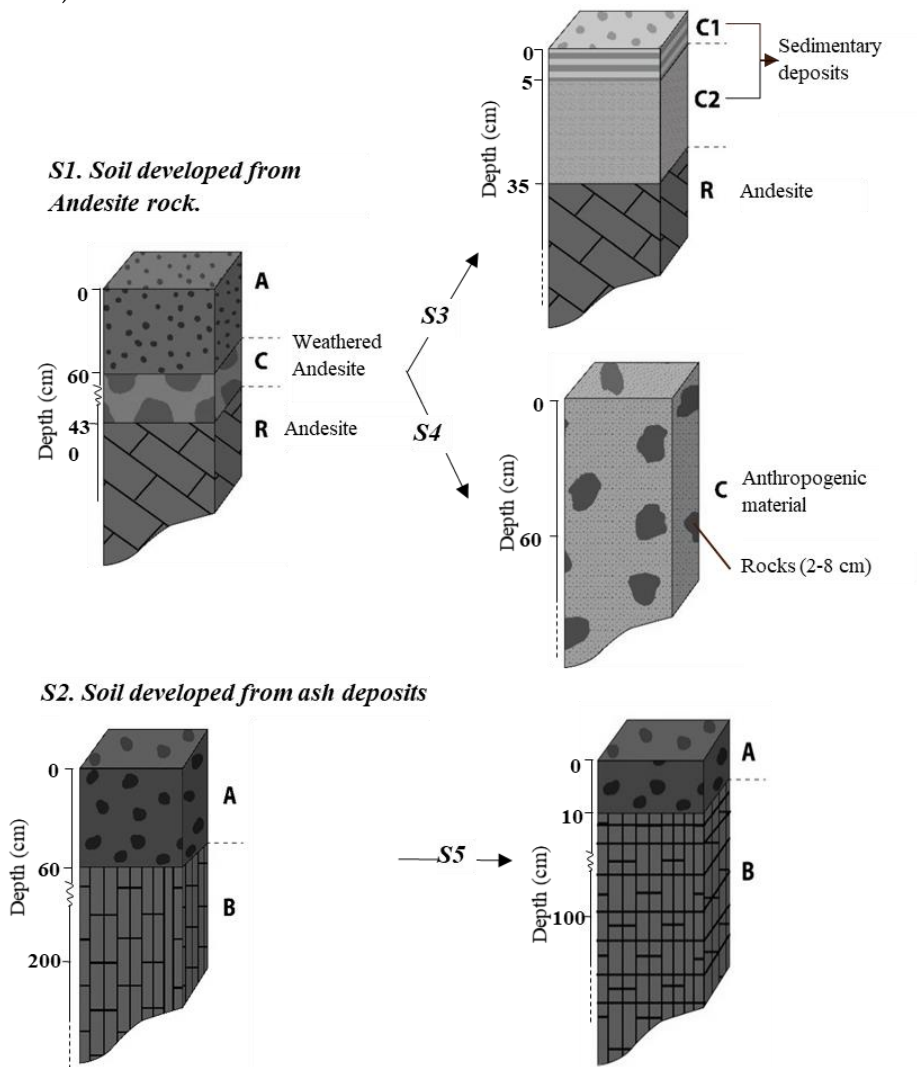 S1. Soil developed from
Andesite rock.
0
60
43
0
Depth (cm)
A
C
R
Weathered
Andesite
Andesite
S3
S4
0
5
35
Depth (cm)
C1
C2
R
Sedimentary
deposits
Andesite
0
60
Depth (cm)
C
Anthropogenic
material
Rocks (2-8 cm)
S2. Soil developed from ash deposits
0
60
200
Depth (cm)
A
B
S5
0
10
100
Depth (cm)
A
B